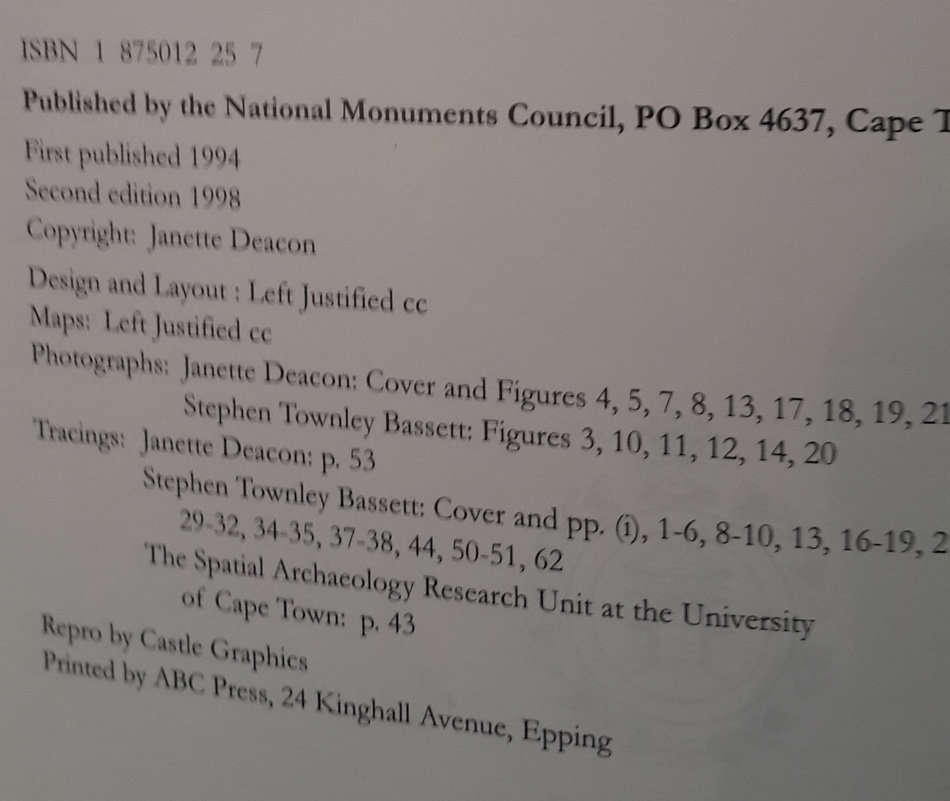 ISBN 1 875012 25 7
Published by the National Monuments Council, PO Box 4637, Cape T
First published 1994
Second edition 1998
Copyright: Janette Deacon
Design and Layout : Left Justified cc
Maps: Left Justified cc
Photographs: Janette Deacon: Cover and Figures 4, 5, 7, 8, 13, 17, 18, 19, 21
Stephen Townley Bassett: Figures 3, 10, 11, 12, 14, 20
Tracings: Janette Deacon: p. 53
Stephen Townley Bassett: Cover and pp. (i), 1-6, 8-10, 13, 16-19, 2
29-32, 34-35, 37-38, 44, 50-51, 62
The Spatial Archaeology Research Unit at the University
of Cape Town: p. 43
Repro by Castle Graphics
Printed by ABC Press, 24 Kinghall Avenue, Epping